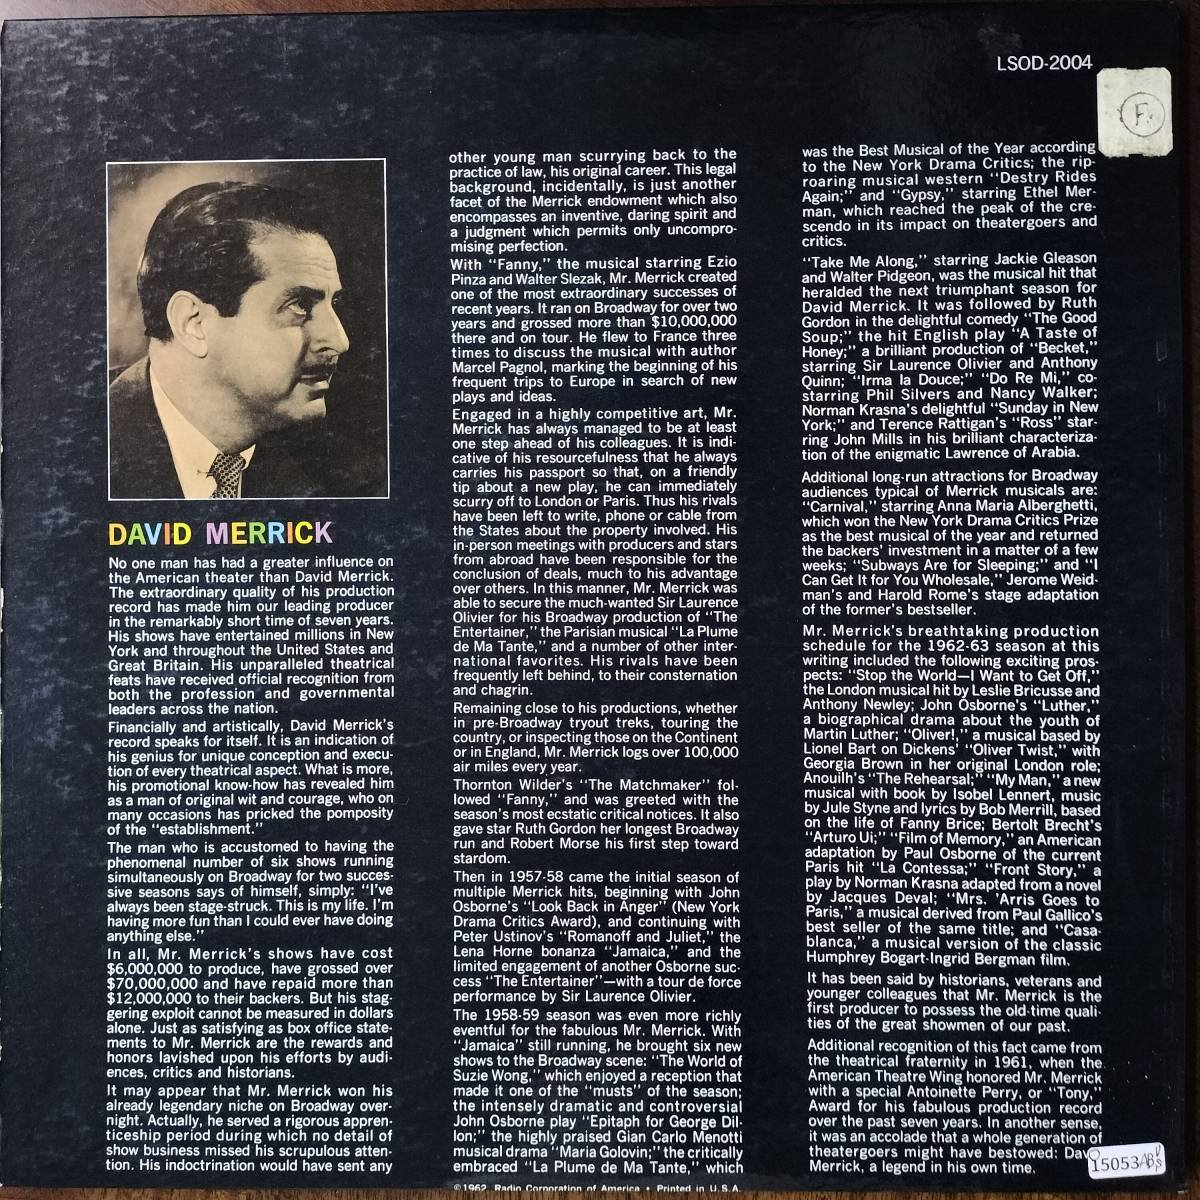 LSOD-2004
F.
DAVID MERRICK
No one man has had a greater influence on
the American theater than David Merrick.
The extraordinary quality of his production
record has made him our leading producer
in the remarkably short time of seven years.
His shows have entertained millions in New
York and throughout the United States and
Great Britain. His unparalleled theatrical
feats have received official recognition from
both the profession and governmental
leaders across the nation.
Financially and artistically, David Merrick's
record speaks for itself. It is an indication of
his genius for unique conception and execu-
tion of every theatrical aspect. What is more,
his promotional know-how has revealed him
as a man of original wit and courage, who on
many occasions has pricked the pomposity
of the "establishment."
The man who is accustomed to having the
phenomenal number of six shows running
simultaneously on Broadway for two succes-
sive seasons says of himself, simply: "I've
always been stage-struck. This is my life. I'm
having more fun than I could ever have doing
anything else."
In all, Mr. Merrick's shows have cost
$6,000,000 to produce, have grossed over
$70,000,000 and have repaid more than
$12,000,000 to their backers. But his stag-
gering exploit cannot be measured in dollars
alone. Just as satisfying as box office state-
ments to Mr. Merrick are the rewards and
honors lavished upon his efforts by audi-
ences, critics and historians.
It may appear that Mr. Merrick won his
already legendary niche on Broadway over-
night. Actually, he served a rigorous appren-
ticeship period during which no detail of
show business missed his scrupulous atten-
tion. His indoctrination would have sent any
other young man scurrying back to the
practice of law, his original career. This legal
background, incidentally, is just another
facet of the Merrick endowment which also
encompasses an inventive, daring spirit and
a judgment which permits only uncompro-
mising perfection.
With "Fanny," the musical starring Ezio
Pinza and Walter Slezak, Mr. Merrick created
one of the most extraordinary successes of
recent years. It ran on Broadway for over two
years and grossed more than $10,000,000
there and on tour. He flew to France three
times to discuss the musical with author
Marcel Pagnol, marking the beginning of his
frequent trips to Europe in search of new
plays and ideas.
Engaged in a highly competitive art, Mr.
Merrick has always managed to be at least
one step ahead of his colleagues. It is indi-
cative of his resourcefulness that he always
carries his passport so that, on a friendly
tip about a new play, he can immediately
scurry off to London or Paris. Thus his rivals
have been left to write, phone or cable from
the States about the property involved. His
in-person meetings with producers and stars
from abroad have been responsible for the
conclusion of deals, much to his advantage
over others. In this manner, Mr. Merrick was
able to secure the much-wanted Sir Laurence
Olivier for his Broadway production of "The
Entertainer," the Parisian musical "La Plume
de Ma Tante," and a number of other inter-
national favorites. His rivals have been
frequently left behind, to their consternation
and chagrin.
Remaining close to his productions, whether
in pre-Broadway tryout treks, touring the
country, or inspecting those on the Continent
or in England, Mr. Merrick logs over 100,000
air miles every year.
Thornton Wilder's "The Matchmaker" fol-
lowed "Fanny," and was greeted with the
season's most ecstatic critical notices. It also
gave star Ruth Gordon her longest Broadway
run and Robert Morse his first step toward
stardom.
Then in 1957-58 came the initial season of
multiple Merrick hits, beginning with John
Osborne's "Look Back in Anger" (New York
Drama Critics Award), and continuing with
Peter Ustinov's "Romanoff and Juliet," the
Lena Horne bonanza "Jamaica," and the
limited engagement of another Osborne suc-
cess "The Entertainer"—with a tour de force
performance by Sir Laurence Olivier.
The 1958-59 season was even more richly
eventful for the fabulous Mr. Merrick. With
"Jamaica" still running, he brought six new
shows to the Broadway scene: "The World of
Suzie Wong," which enjoyed a reception that
made it one of the "musts" of the season;
the intensely dramatic and controversial
John Osborne play "Epitaph for George Dil-
lon;" the highly praised Gian Carlo Menotti
musical drama "Maria Golovin;" the critically
embraced "La Plume de Ma Tante," which
was the Best Musical of the Year according
to the New York Drama Critics; the rip-
roaring musical western "Destry Rides
Again;" and "Gypsy," starring Ethel Mer-
man, which reached the peak of the cre-
scendo in its impact on theatergoers and
critics.
"Take Me Along," starring Jackie Gleason
and Walter Pidgeon, was the musical hit that
heralded the next triumphant season for
David Merrick. It was followed by Ruth
Gordon in the delightful comedy "The Good
Soup;" the hit English play "A Taste of
Honey;" a brilliant production of "Becket,"
starring Sir Laurence Olivier and Anthony
Quinn; "Irma la Douce;" "Do Re Mi," co-
starring Phil Silvers and Nancy Walker;
Norman Krasna's delightful "Sunday in New
York;" and Terence Rattigan's "Ross" star-
ring John Mills in his brilliant characteriza-
tion of the enigmatic Lawrence of Arabia.
Additional long-run attractions for Broadway
audiences typical of Merrick musicals are:
"Carnival," starring Anna Maria Alberghetti,
which won the New York Drama Critics Prize
as the best musical of the year and returned
the backers' investment in a matter of a few
weeks; "Subways Are for Sleeping;" and "I
Can Get It for You Wholesale," Jerome Weid-
man's and Harold Rome's stage adaptation
of the former's bestseller.
Mr. Merrick's breathtaking production
schedule for the 1962-63 season at this
writing included the following exciting pros-
pects: "Stop the World—I Want to Get Off,"
the London musical hit by Leslie Bricusse and
Anthony Newley; John Osborne's "Luther,"
a biographical drama about the youth of
Martin Luther; "Oliver!," a musical based by
Lionel Bart on Dickens' "Oliver Twist," with
Georgia Brown in her original London role;
Anouilh's "The Rehearsal;" "My Man," a new
musical with book by Isobel Lennert, music
by Jule Styne and lyrics by Bob Merrill, based
on the life of Fanny Brice; Bertolt Brecht's
"Arturo Ui;" "Film of Memory," an American
adaptation by Paul Osborne of the current
Paris hit "La Contessa;" "Front Story," a
play by Norman Krasna adapted from a novel
by Jacques Deval; "Mrs. 'Arris Goes to
Paris," a musical derived from Paul Gallico's
best seller of the same title; and "Casa-
blanca," a musical version of the classic
Humphrey Bogart-Ingrid Bergman film.
It has been said by historians, veterans and
younger colleagues that Mr. Merrick is the
first producer to possess the old-time quali-
ties of the great showmen of our past.
Additional recognition of this fact came from
the theatrical fraternity in 1961, when the
American Theatre Wing honored Mr. Merrick
with a special Antoinette Perry, or "Tony,"
Award for his fabulous production record
over the past seven years. In another sense,
it was an accolade that a whole generation of
theatergoers might have bestowed: Dav
Merrick, a legend in his own time.
15053
© 1962, Radio Corporation of America • Printed in U.S.A.